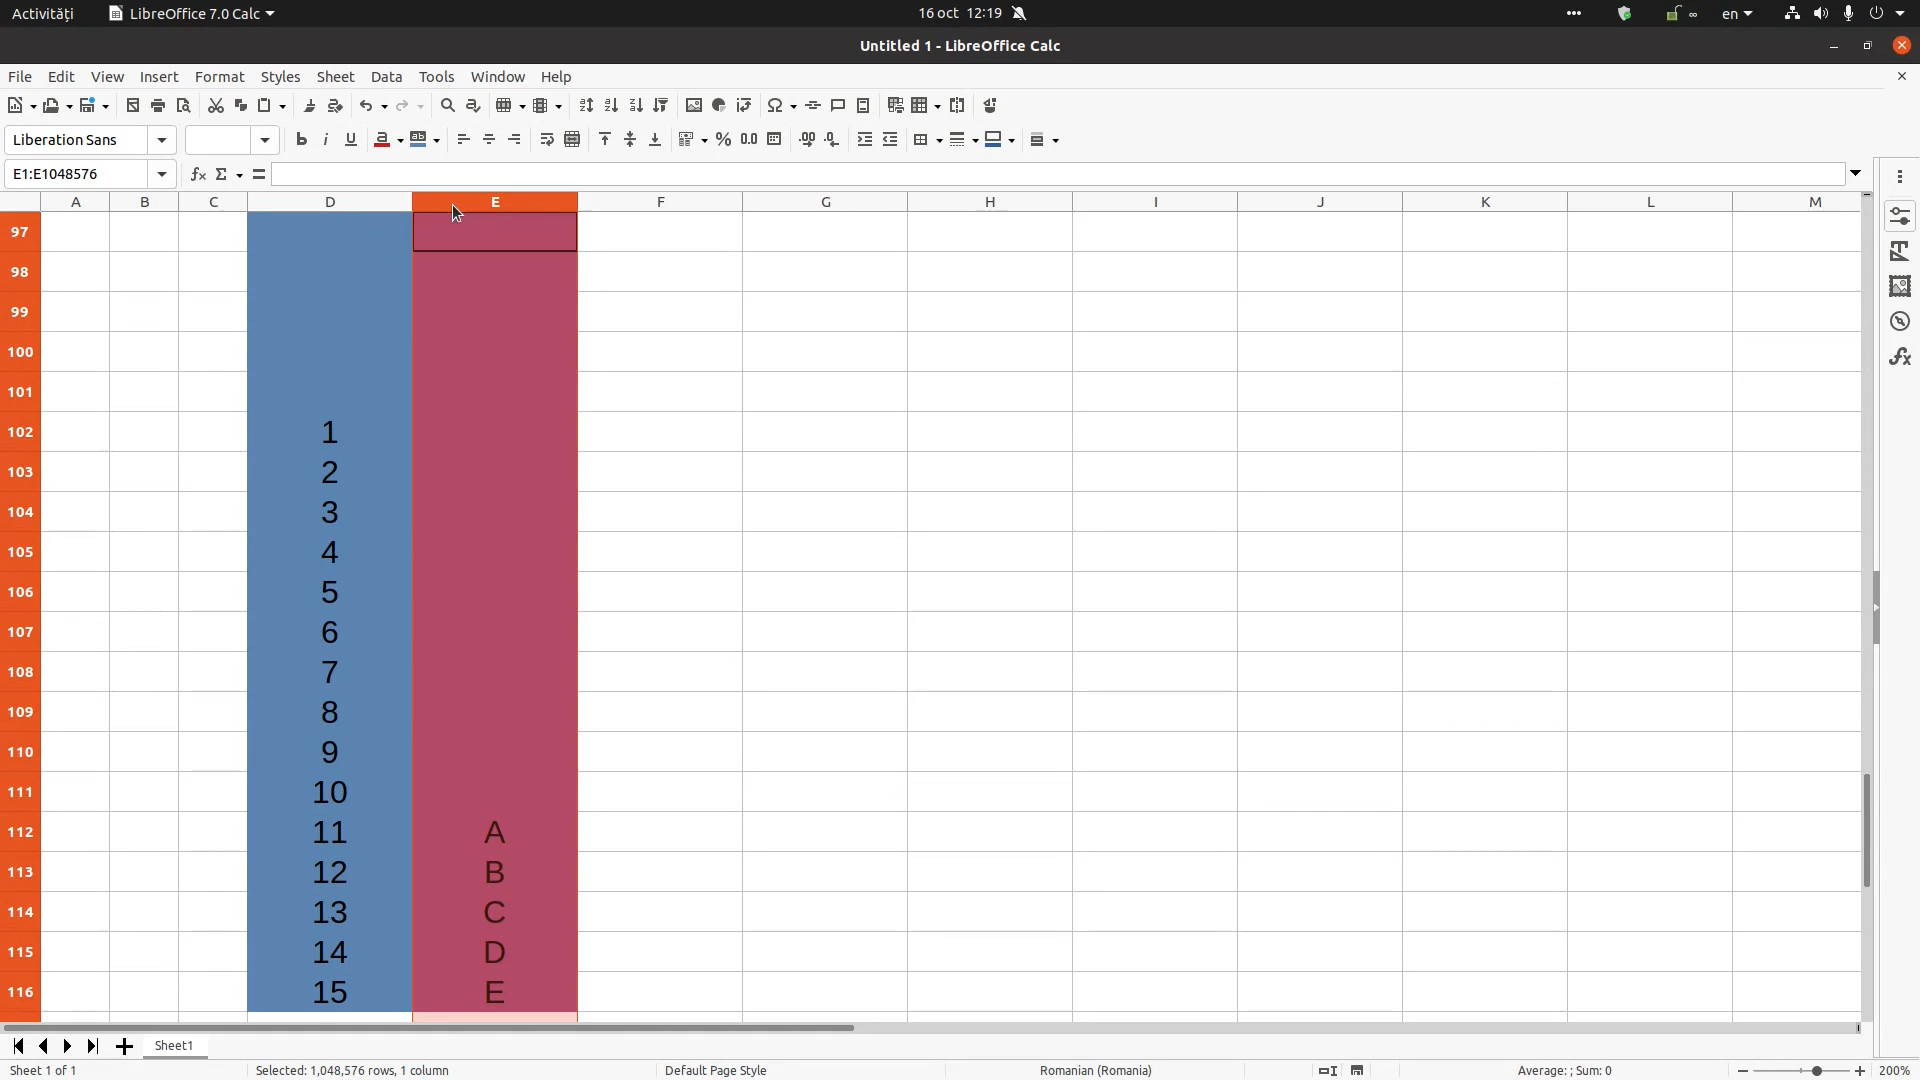 Activități LibreOffice 7.0 Calc 16 oct 12:19 en
Untitled 1 - LibreOffice Calc
File Edit View Insert Format Styles Sheet Data Tools Window Help
Liberation Sans
E1:E1048576
A B C D E F G H I J K L M
97
98
99
100
101
102 1
103 2
104 3
105 4
106 5
107 6
108 7
109 8
110 9
111 10
112 11 A
113 12 B
114 13 C
115 14 D
116 15 E
Sheet1
Sheet 1 of 1 Selected: 1,048,576 rows, 1 column Default Page Style Romanian (Romania) Average: ; Sum: 0 200%